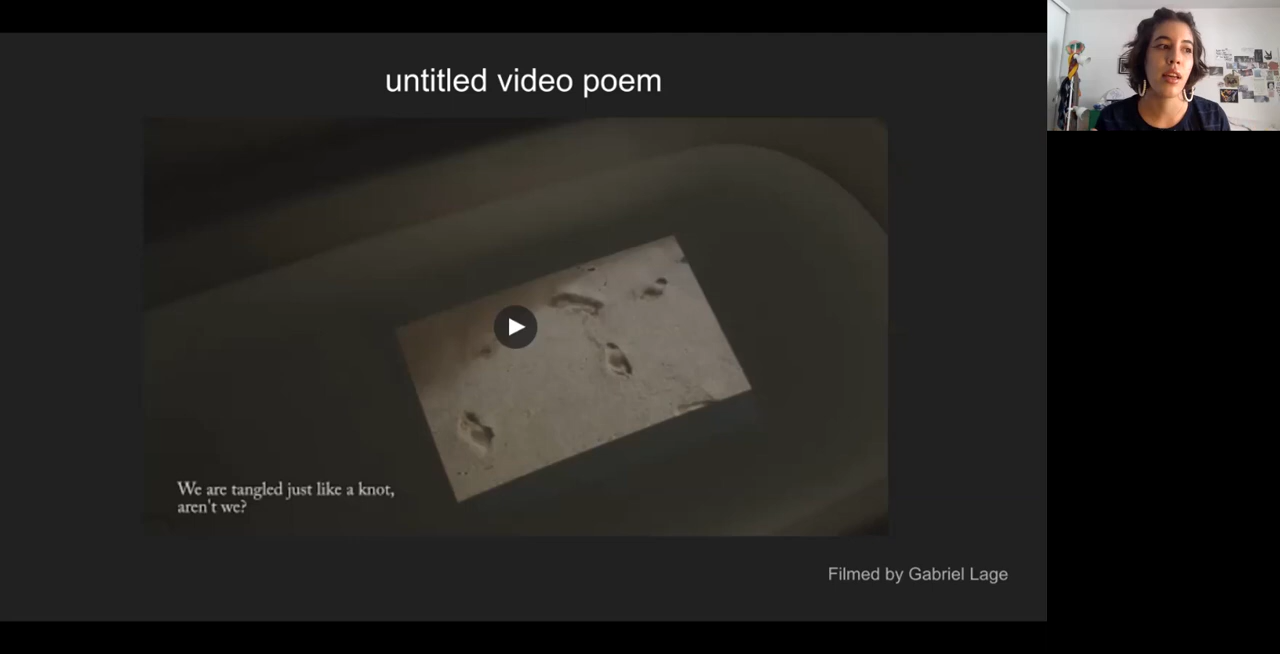 untitled video poem
We are tangled just like a knot,
aren't we?
Filmed by Gabriel Lage